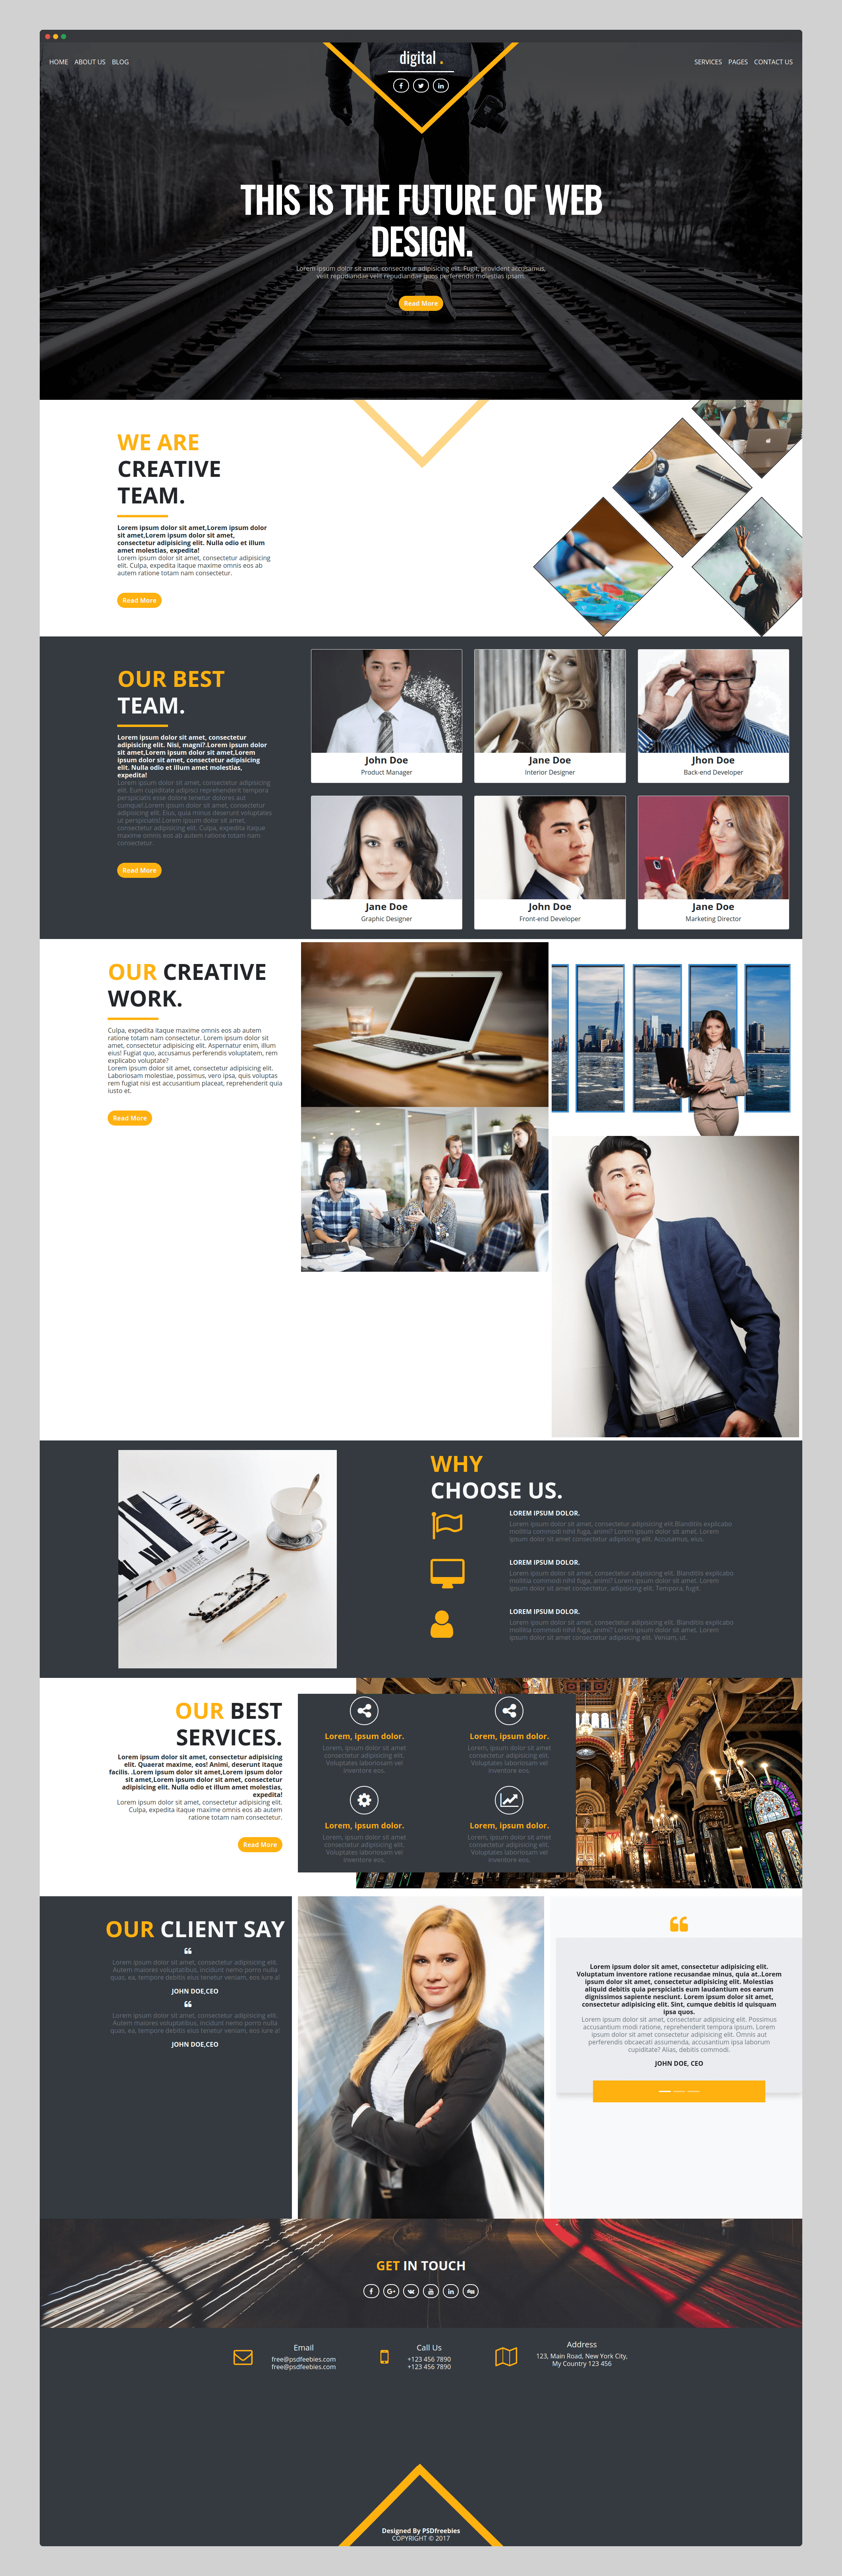 digital .
HOME ABOUT US BLOG
SERVICES PAGES CONTACT US
THIS IS THE FUTURE OF WEB
DESIGN.
Lorem ipsum dolor sit amet, consectetur adipisicing elit. Fugit, provident accusamus,
velit repudiandae velit repudiandae quos perferendis molestias ipsam.
Read More
WE ARE
CREATIVE
TEAM.
Lorem ipsum dolor sit amet,Lorem ipsum dolor
sit amet,Lorem ipsum dolor sit amet,
consectetur adipisicing elit. Nulla odio et illum
amet molestias, expedita!
Lorem ipsum dolor sit amet, consectetur adipisicing
elit. Culpa, expedita itaque maxime omnis eos ab
autem ratione totam nam consectetur.
Read More
OUR BEST
TEAM.
Lorem ipsum dolor sit amet, consectetur
adipisicing elit. Nisi, magni?.Lorem ipsum dolor
sit amet,Lorem ipsum dolor sit amet,Lorem
ipsum dolor sit amet, consectetur adipisicing
elit. Nulla odio et illum amet molestias,
expedita!
Lorem ipsum dolor sit amet, consectetur adipisicing
elit. Eum cupiditate adipisci reprehenderit tempora
perspiciatis esse dolore tenetur dolores aut
cumque!.Lorem ipsum dolor sit amet, consectetur
adipisicing elit. Eius, quia minus deserunt voluptates
ut perspiciatis!.Lorem ipsum dolor sit amet,
consectetur adipisicing elit. Culpa, expedita itaque
maxime omnis eos ab autem ratione totam nam
consectetur.
Read More
John Doe
Product Manager
Jane Doe
Interior Designer
Jhon Doe
Back-end Developer
Jane Doe
Graphic Designer
John Doe
Front-end Developer
Jane Doe
Marketing Director
OUR CREATIVE
WORK.
Culpa, expedita itaque maxime omnis eos ab autem
ratione totam nam consectetur. Lorem ipsum dolor sit
amet, consectetur adipisicing elit. Aspernatur enim, illum
eius! Fugiat quo, accusamus perferendis voluptatem, rem
explicabo voluptate?
Lorem ipsum dolor sit amet, consectetur adipisicing elit.
Laboriosam molestiae, possimus, vero ipsa, quis voluptas
rem fugiat nisi est accusantium placeat, reprehenderit quia
iusto et.
Read More
WHY
CHOOSE US.
LOREM IPSUM DOLOR.
Lorem ipsum dolor sit amet, consectetur adipisicing elit.Blanditiis explicabo
mollitia commodi nihil fuga, animi? Lorem ipsum dolor sit amet. Lorem
ipsum dolor sit amet consectetur adipisicing elit. Accusamus, eius.
LOREM IPSUM DOLOR.
Lorem ipsum dolor sit amet, consectetur adipisicing elit. Blanditiis explicabo
mollitia commodi nihil fuga, animi? Lorem ipsum dolor sit amet. Lorem
ipsum dolor sit amet consectetur, adipisicing elit. Tempora, fugit.
LOREM IPSUM DOLOR.
Lorem ipsum dolor sit amet, consectetur adipisicing elit. Blanditiis explicabo
mollitia commodi nihil fuga, animi? Lorem ipsum dolor sit amet. Lorem
ipsum dolor sit amet consectetur adipisicing elit. Veniam, ut.
OUR BEST
SERVICES.
Lorem ipsum dolor sit amet, consectetur adipisicing
elit. Quaerat maxime, eos! Animi, deserunt itaque
facilis. .Lorem ipsum dolor sit amet,Lorem ipsum dolor
sit amet,Lorem ipsum dolor sit amet, consectetur
adipisicing elit. Nulla odio et illum amet molestias,
expedita!
Lorem ipsum dolor sit amet, consectetur adipisicing elit.
Culpa, expedita itaque maxime omnis eos ab autem
ratione totam nam consectetur.
Read More
Lorem, ipsum dolor.
Lorem, ipsum dolor sit amet
consectetur adipisicing elit.
Voluptates laboriosam vel
inventore eos.
Lorem, ipsum dolor.
Lorem, ipsum dolor sit amet
consectetur adipisicing elit.
Voluptates laboriosam vel
inventore eos.
Lorem, ipsum dolor.
Lorem, ipsum dolor sit amet
consectetur adipisicing elit.
Voluptates laboriosam vel
inventore eos.
Lorem, ipsum dolor.
Lorem, ipsum dolor sit amet
consectetur adipisicing elit.
Voluptates laboriosam vel
inventore eos.
OUR CLIENT SAY
Lorem ipsum dolor sit amet, consectetur adipisicing elit.
Autem maiores voluptatibus, incidunt nemo porro nulla
quas, ea, tempore debitis eius tenetur veniam, eos iure a!
JOHN DOE,CEO
Lorem ipsum dolor sit amet, consectetur adipisicing elit.
Autem maiores voluptatibus, incidunt nemo porro nulla
quas, ea, tempore debitis eius tenetur veniam, eos iure a!
JOHN DOE,CEO
Lorem ipsum dolor sit amet, consectetur adipisicing elit.
Voluptatum inventore ratione recusandae minus, quia at..Lorem
ipsum dolor sit amet, consectetur adipisicing elit. Molestias
aliquid debitis quia perspiciatis eum laudantium eos earum
dignissimos sapiente nesciunt. Lorem ipsum dolor sit amet,
consectetur adipisicing elit. Sint, cumque debitis id quisquam
ipsa quos.
Lorem ipsum dolor sit amet, consectetur adipisicing elit. Possimus
accusantium modi ratione, reprehenderit tempora ipsum. Lorem
ipsum dolor sit amet consectetur adipisicing elit. Omnis aut
perferendis obcaecati assumenda, accusantium ipsa laborum
cupiditate? Alias, debitis commodi.
JOHN DOE, CEO
GET IN TOUCH
Email
free@psdfeebies.com
free@psdfeebies.com
Call Us
+123 456 7890
+123 456 7890
Address
123, Main Road, New York City,
My Country 123 456
Designed By PSDfreebies
COPYRIGHT © 2017